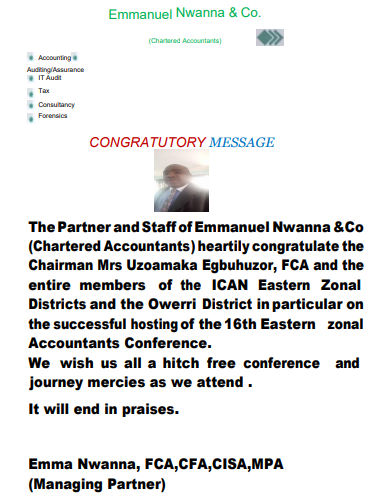 Emmanuel Nwanna & Co.
(Chartered Accountants)
Accounting
Auditing/Assurance
IT Audit
Tax
Consultancy
Forensics
CONGRATUTORY MESSAGE
The Partner and Staff of Emmanuel Nwanna &Co
(Chartered Accountants) heartily congratulate the
Chairman Mrs Uzoamaka Egbuhuzor, FCA and the
entire members of the ICAN Eastern Zonal
Districts and the Owerri District in particular on
the successful hosting of the 16th Eastern zonal
Accountants Conference.
We wish us all a hitch free conference and
journey mercies as we attend .
It will end in praises.
Emma Nwanna, FCA,CFA,CISA,MPA
(Managing Partner)